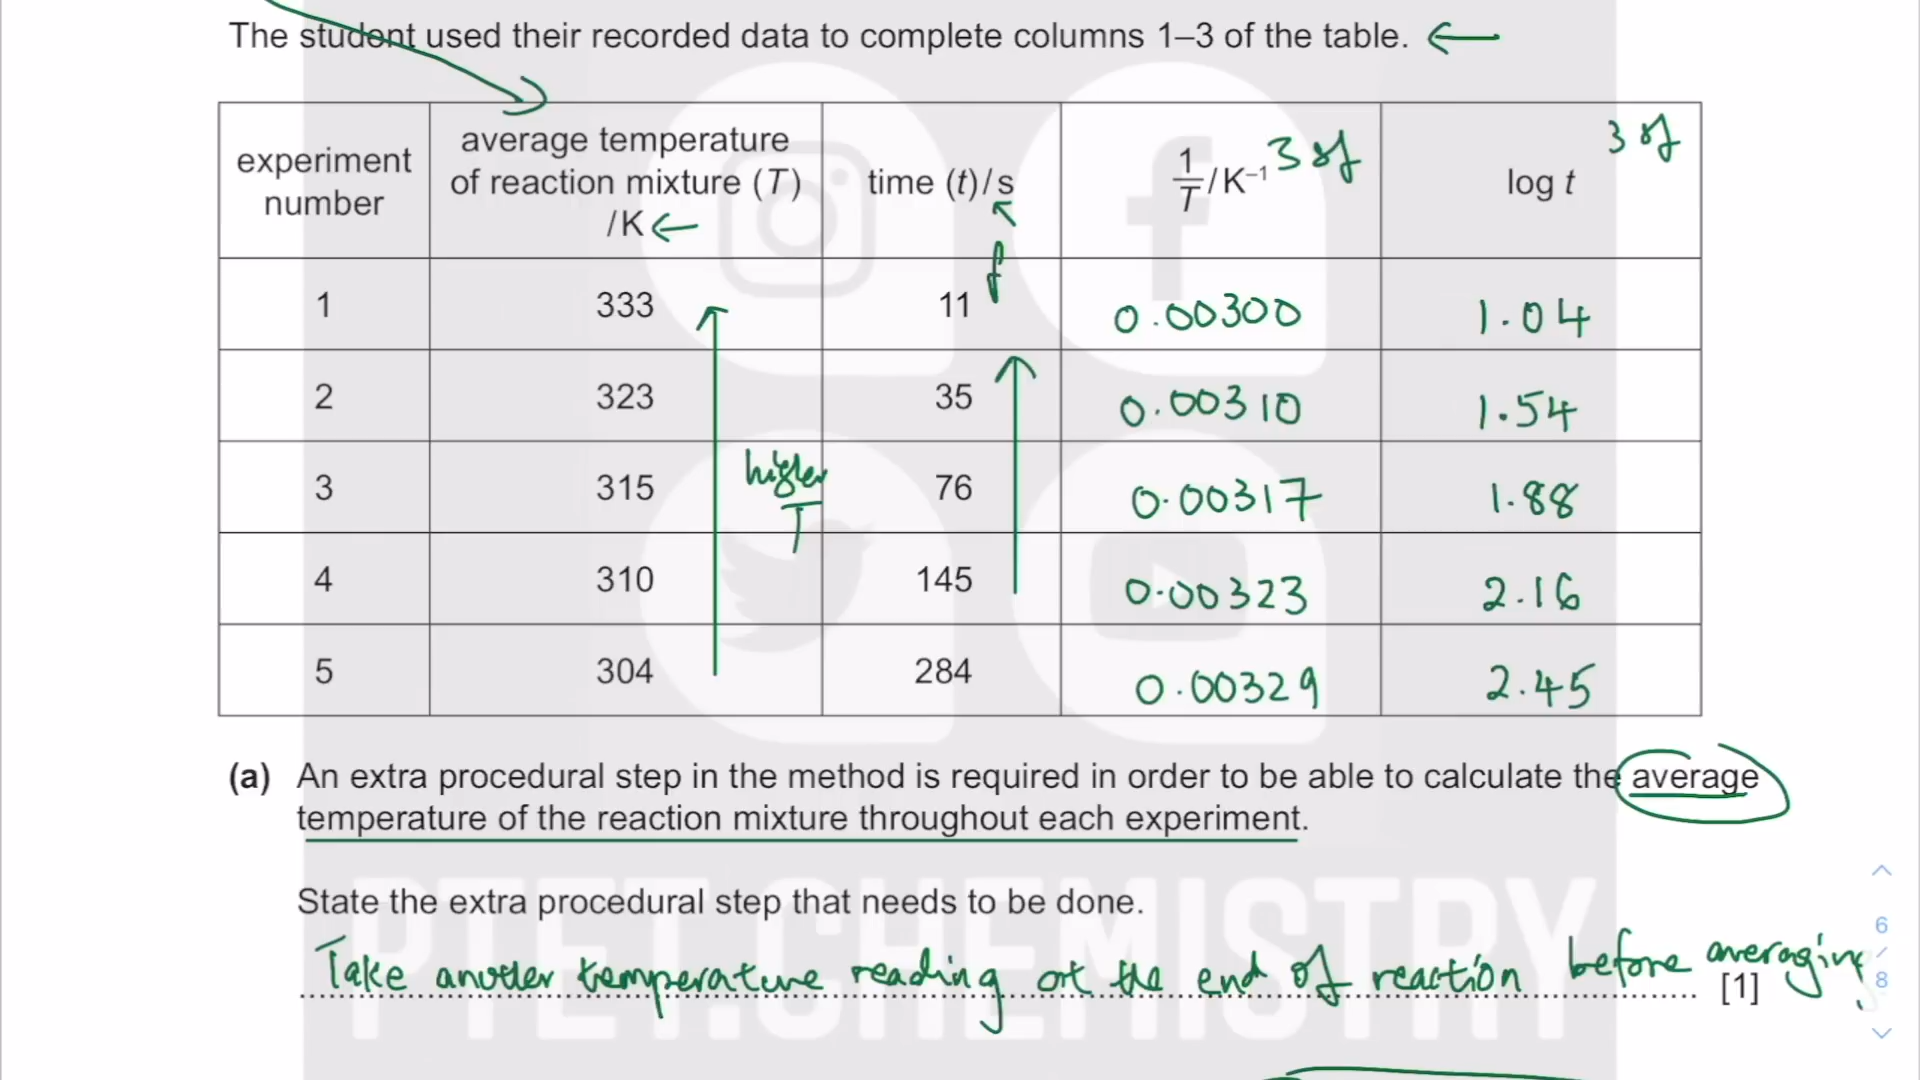 The student used their recorded data to complete columns 1–3 of the table. ←
experiment number
average temperature of reaction mixture (T) /K ←
time (t)/s
1/T /K⁻¹ 3 sf
log t 3 sf
1 333 11 0.00300 1.04
2 323 35 0.00310 1.54
3 315 76 0.00317 1.88
higher T
4 310 145 0.00323 2.16
5 304 284 0.00329 2.45
(a) An extra procedural step in the method is required in order to be able to calculate the average
temperature of the reaction mixture throughout each experiment.
State the extra procedural step that needs to be done.
Take another temperature reading at the end of reaction before averaging
[1]
PTET.CHEMISTRY
6
/
8